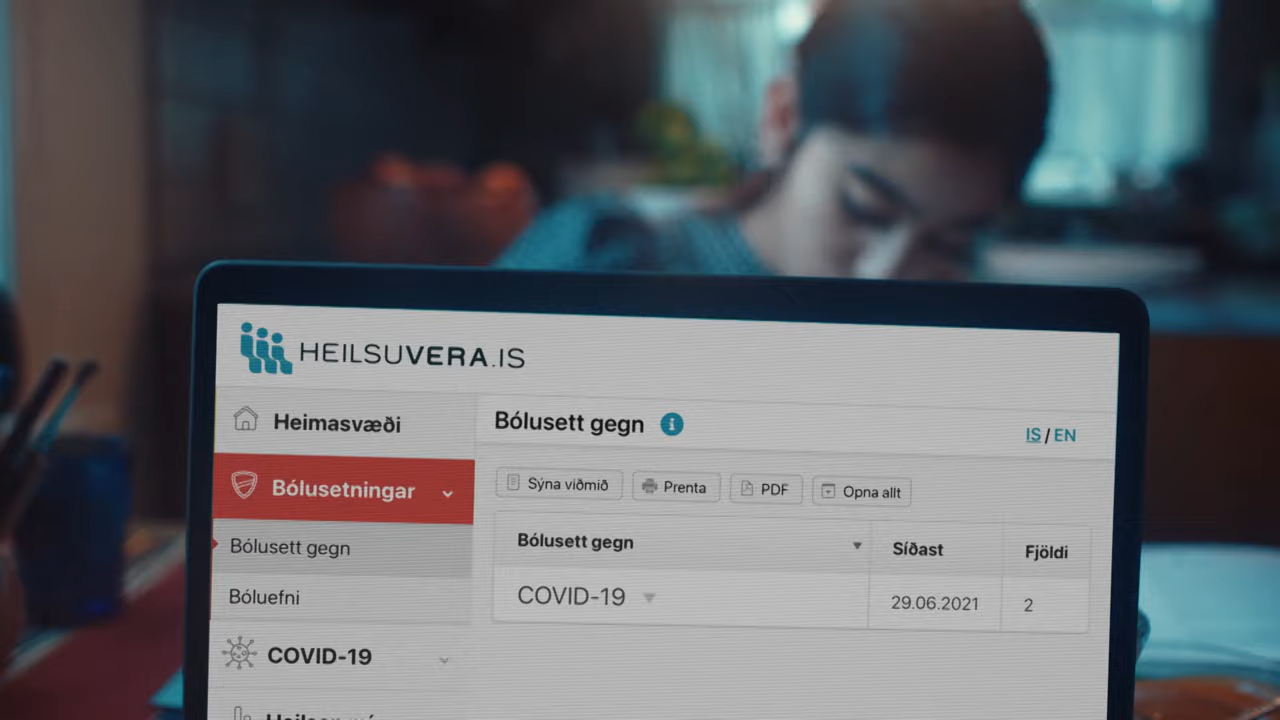 HEILSUVERA.IS
Heimasvæði
Bólusetningar
Bólusett gegn
Bóluefni
COVID-19
Bólusett gegn
IS / EN
Sýna viðmið Prenta PDF Opna allt
Bólusett gegn Síðast Fjöldi
COVID-19 29.06.2021 2